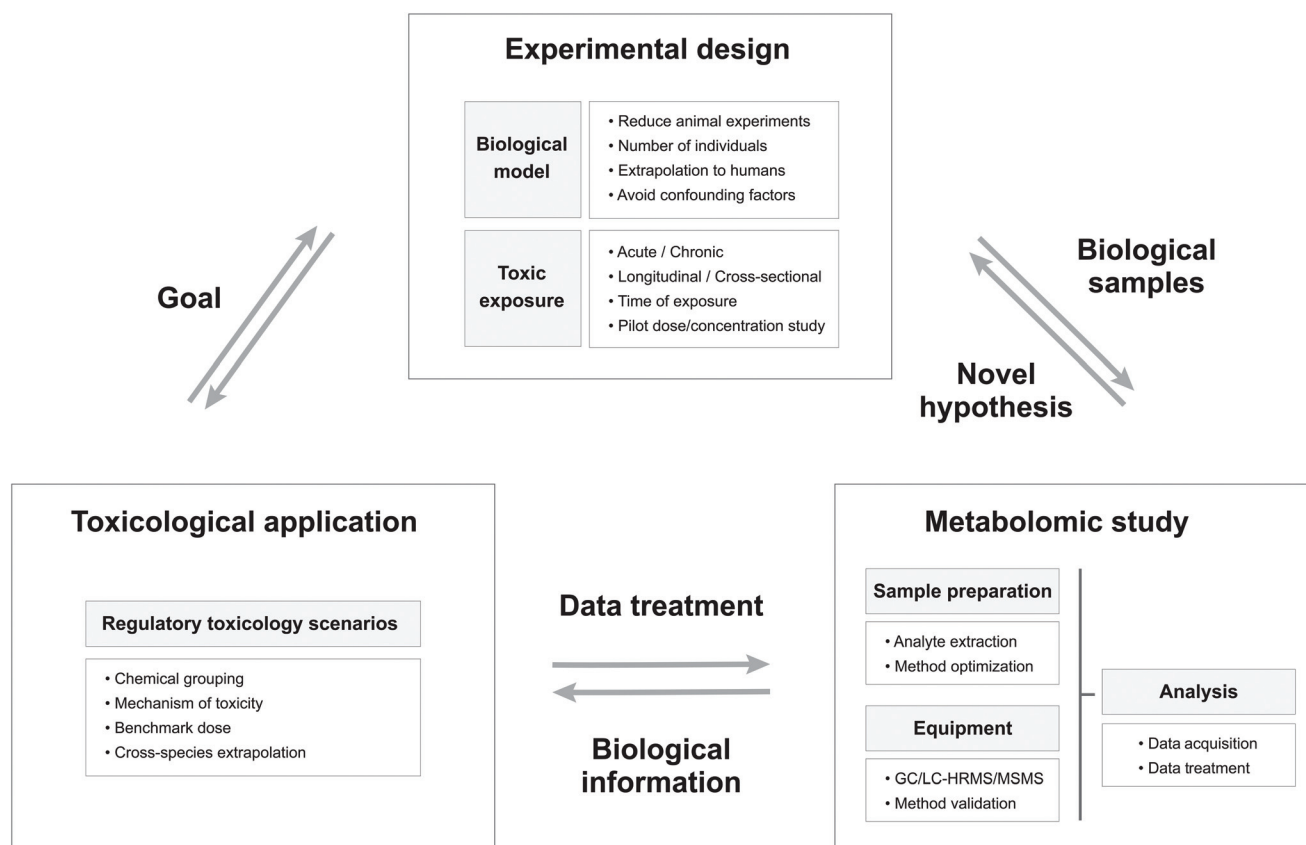 Experimental design
Biological
model
• Reduce animal experiments
• Number of individuals
• Extrapolation to humans
• Avoid confounding factors
Toxic
exposure
• Acute / Chronic
• Longitudinal / Cross-sectional
• Time of exposure
• Pilot dose/concentration study
Goal
Biological
samples
Novel
hypothesis
Toxicological application
Regulatory toxicology scenarios
• Chemical grouping
• Mechanism of toxicity
• Benchmark dose
• Cross-species extrapolation
Data treatment
Biological
information
Metabolomic study
Sample preparation
• Analyte extraction
• Method optimization
Equipment
• GC/LC-HRMS/MSMS
• Method validation
Analysis
• Data acquisition
• Data treatment